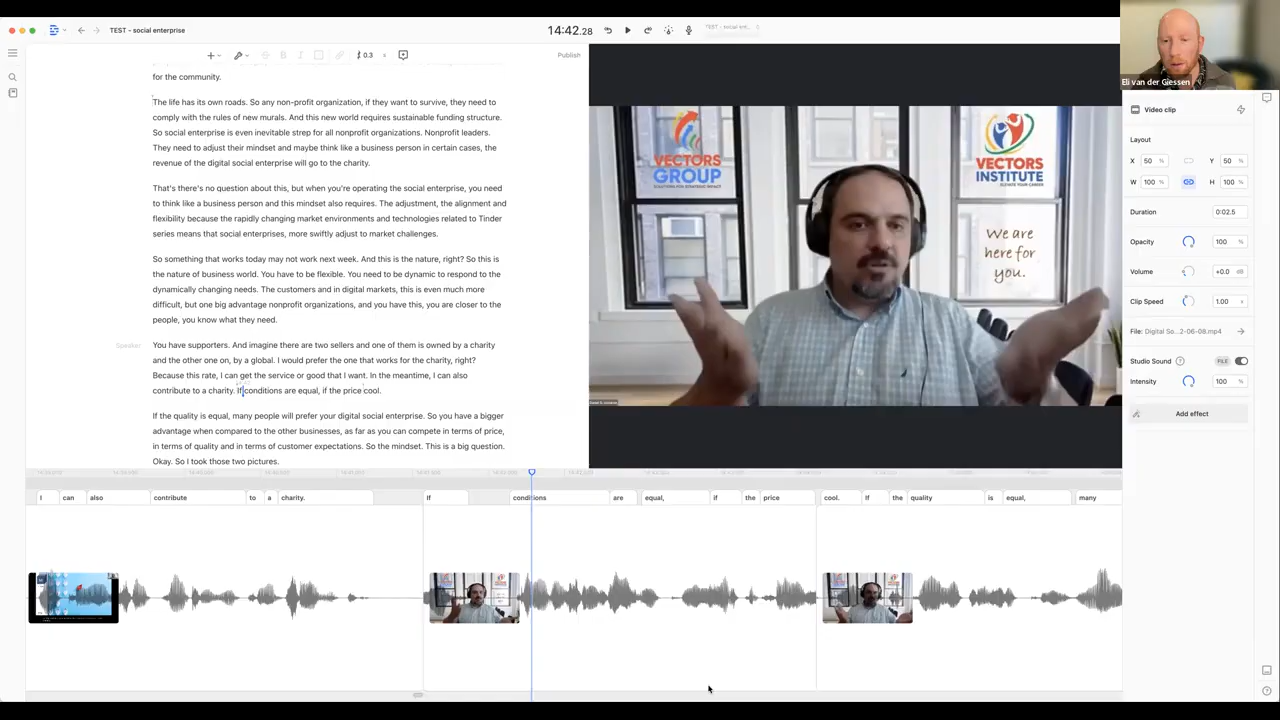 TEST - social enterprise
14:42.28
Eli van der Giessen
0.3
s
Publish
for the community.
The life has its own roads. So any non-profit organization, if they want to survive, they need to
comply with the rules of new murals. And this new world requires sustainable funding structure.
So social enterprise is even inevitable strep for all nonprofit organizations. Nonprofit leaders.
They need to adjust their mindset and maybe think like a business person in certain cases, the
revenue of the digital social enterprise will go to the charity.
That's there's no question about this, but when you're operating the social enterprise, you need
to think like a business person and this mindset also requires. The adjustment, the alignment and
flexibility because the rapidly changing market environments and technologies related to Tinder
series means that social enterprises, more swiftly adjust to market challenges.
So something that works today may not work next week. And this is the nature, right? So this is
the nature of business world. You have to be flexible. You need to be dynamic to respond to the
dynamically changing needs. The customers and in digital markets, this is even much more
difficult, but one big advantage nonprofit organizations, and you have this, you are closer to the
people, you know what they need.
Speaker
You have supporters. And imagine there are two sellers and one of them is owned by a charity
and the other one on, by a global. I would prefer the one that works for the charity, right?
Because this rate, I can get the service or good that I want. In the meantime, I can also
contribute to a charity. If conditions are equal, if the price cool.
If the quality is equal, many people will prefer your digital social enterprise. So you have a bigger
advantage when compared to the other businesses, as far as you can compete in terms of price,
in terms of quality and in terms of customer expectations. So the mindset. This is a big question.
Okay. So I took those two pictures.
VECTORS
GROUP
SOLUTIONS FOR STRATEGIC IMPACT
VECTORS
INSTITUTE
ELEVATE YOUR CAREER
We are
here for
you.
Video clip
Layout
X 50 % Y 50 %
W 100 % H 100 %
Duration 0:02.5
Opacity 100 %
Volume +0.0 dB
Clip Speed 1.00 x
File: Digital So...2-06-08.mp4
Studio Sound FILE
Intensity 100 %
Add effect
I can also contribute to a charity. If conditions are equal, if the price cool. If the quality is equal, many